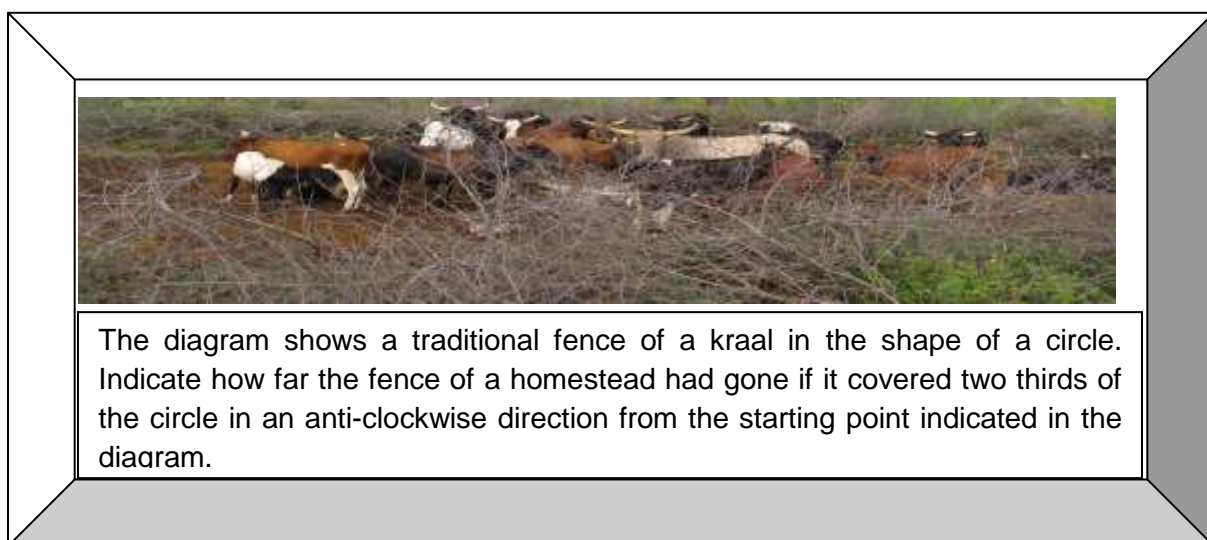 The diagram shows a traditional fence of a kraal in the shape of a circle.
Indicate how far the fence of a homestead had gone if it covered two thirds of
the circle in an anti-clockwise direction from the starting point indicated in the
diagram.